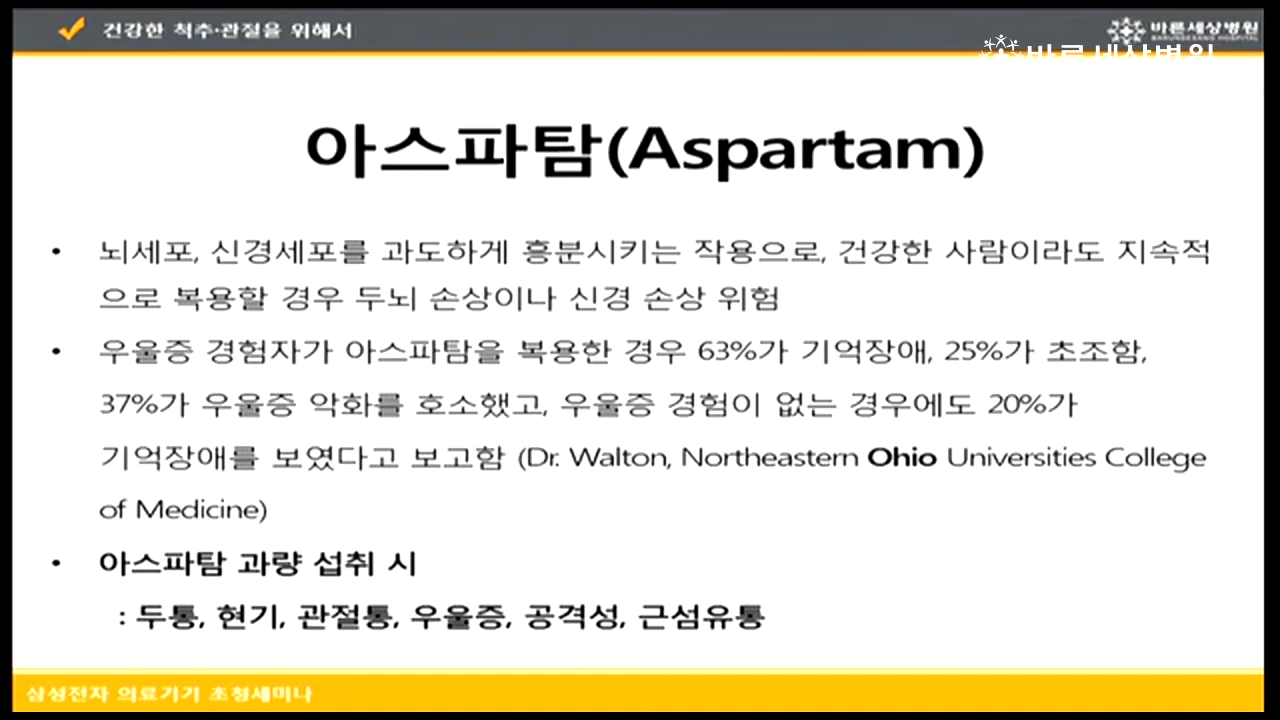 건강한 척추·관절을 위해서
바른세상병원
바른세상병원
아스파탐(Aspartam)
• 뇌세포, 신경세포를 과도하게 흥분시키는 작용으로, 건강한 사람이라도 지속적
으로 복용할 경우 두뇌 손상이나 신경 손상 위험
• 우울증 경험자가 아스파탐을 복용한 경우 63%가 기억장애, 25%가 초조함,
37%가 우울증 악화를 호소했고, 우울증 경험이 없는 경우에도 20%가
기억장애를 보였다고 보고함 (Dr. Walton, Northeastern Ohio Universities College
of Medicine)
• 아스파탐 과량 섭취 시
: 두통, 현기, 관절통, 우울증, 공격성, 근섬유통
삼성전자 의료기기 초청세미나